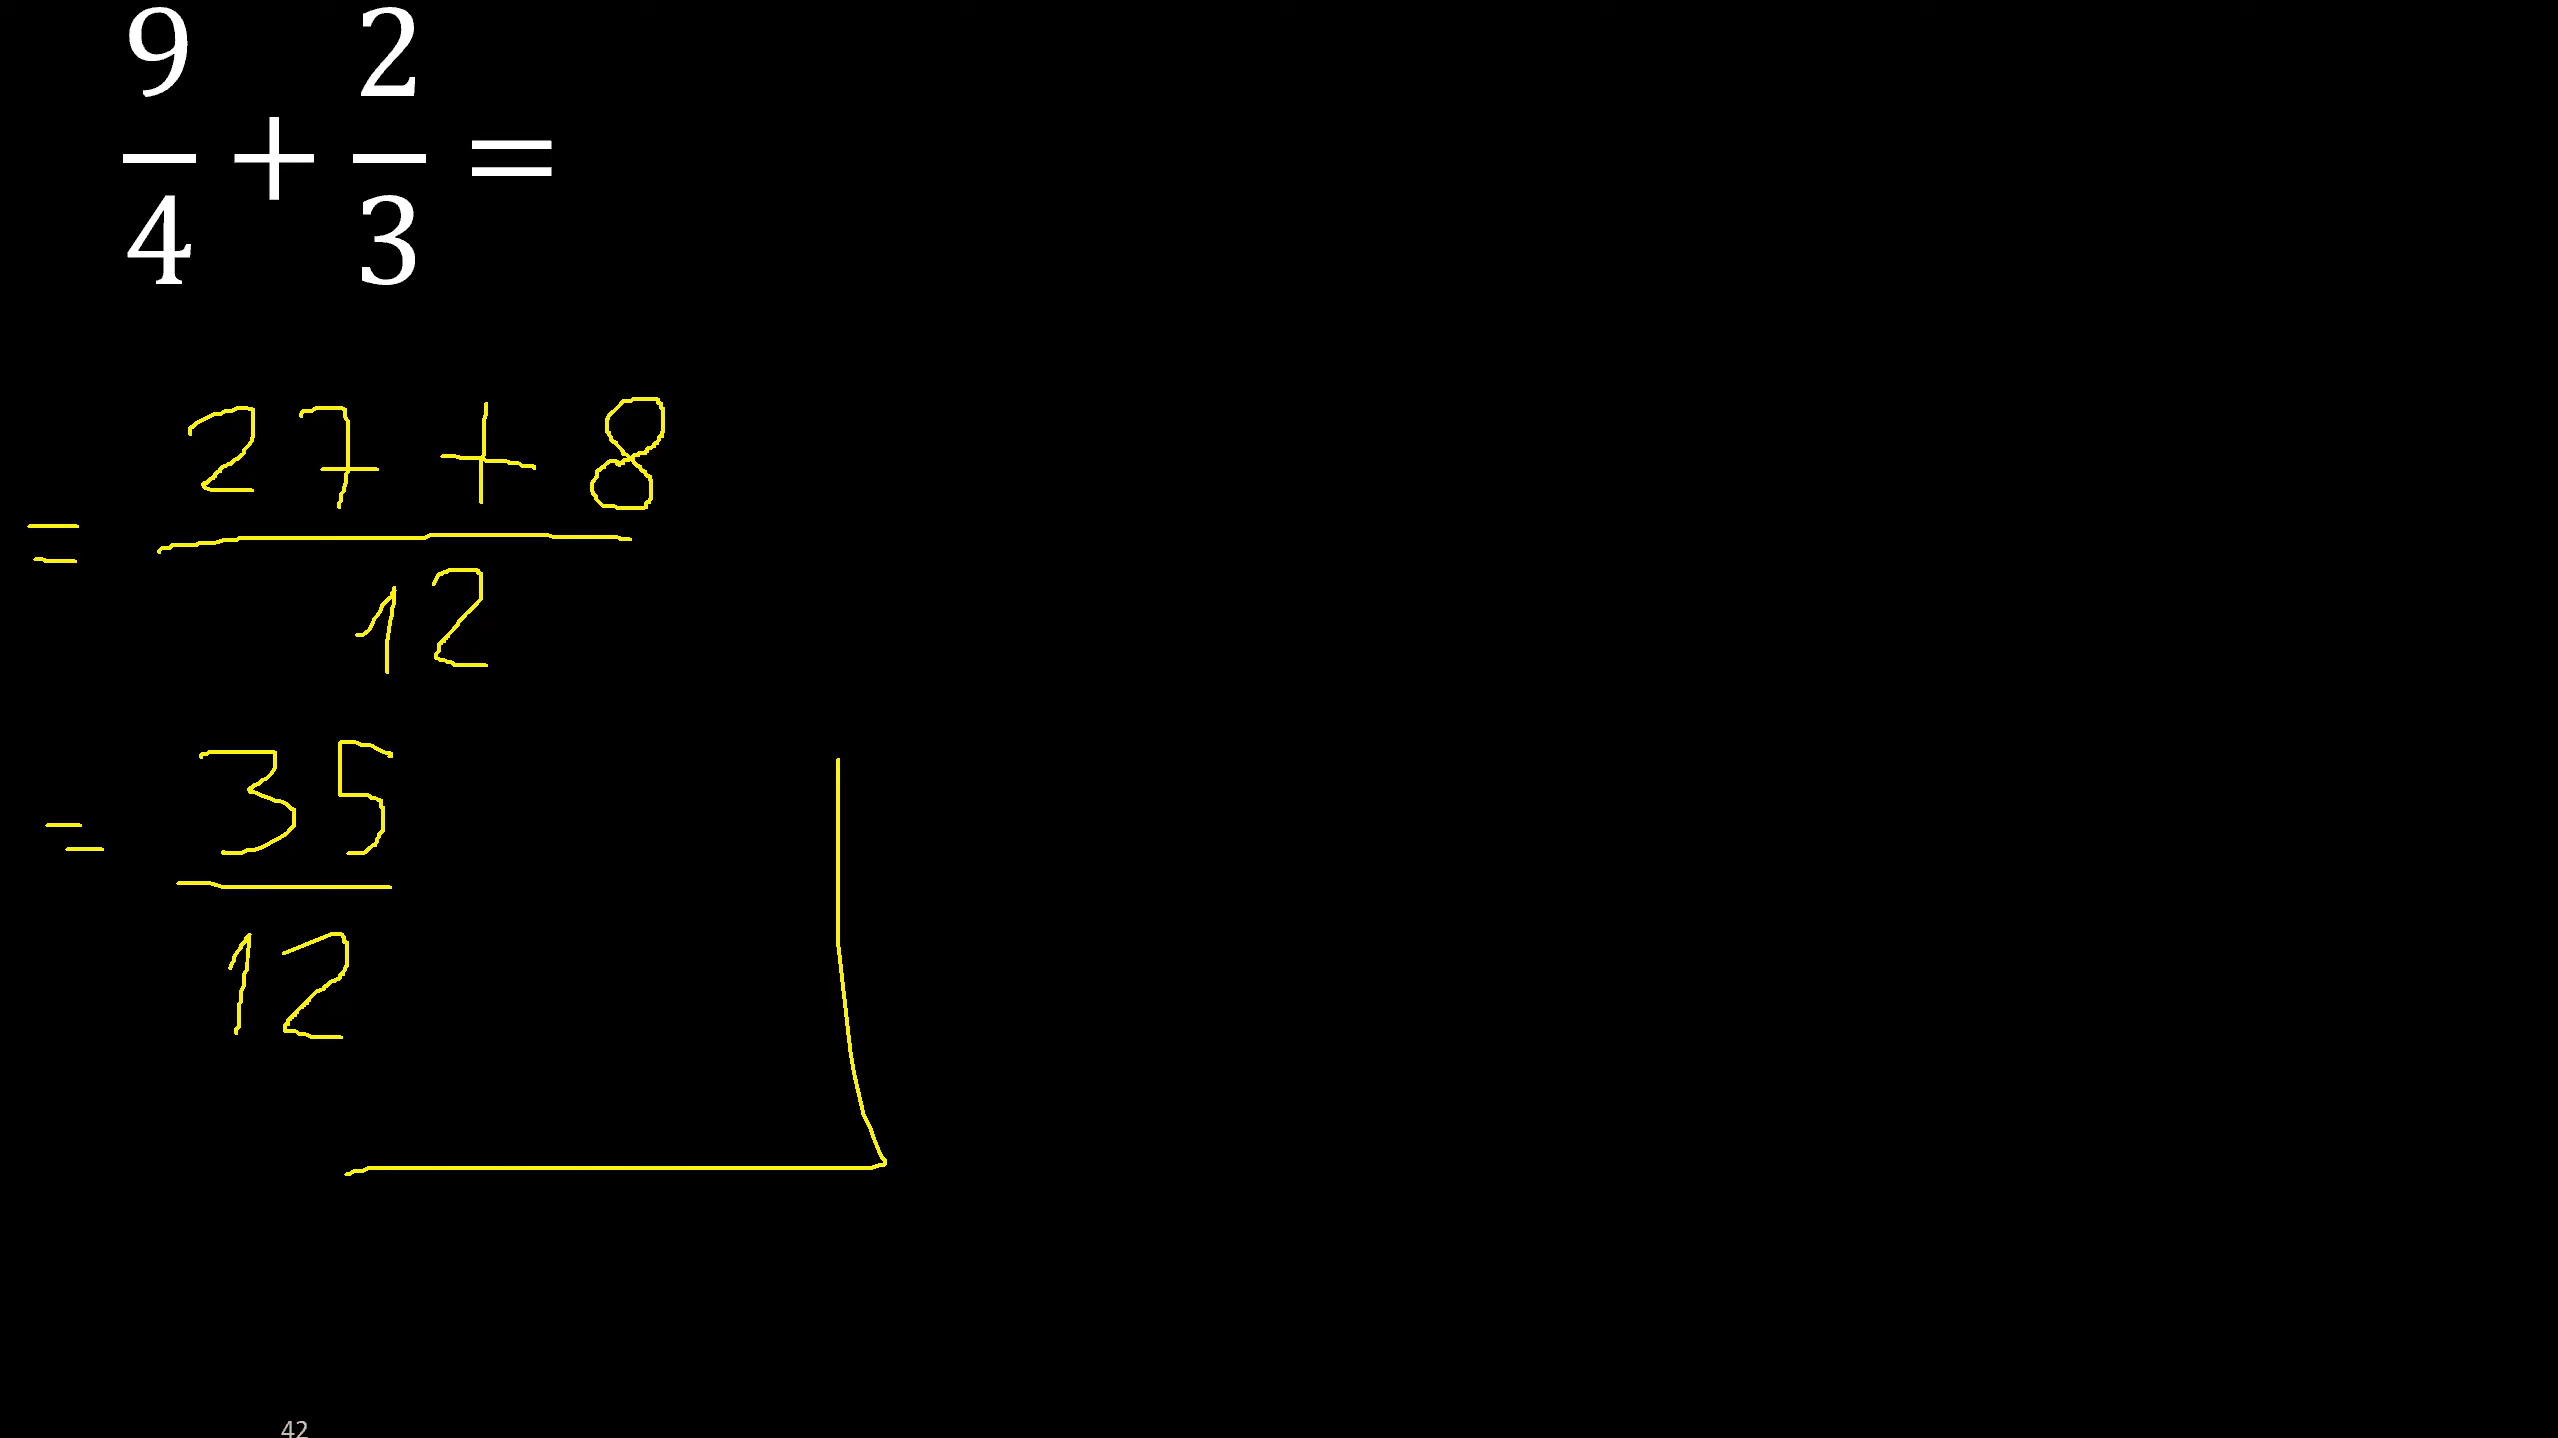 9/4 + 2/3 =
= (27 + 8)/12
= 35/12
42